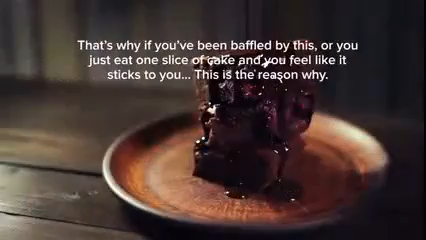 That's why if you've been baffled by this, or you
just eat one slice of cake and you feel like it
sticks to you... This is the reason why.